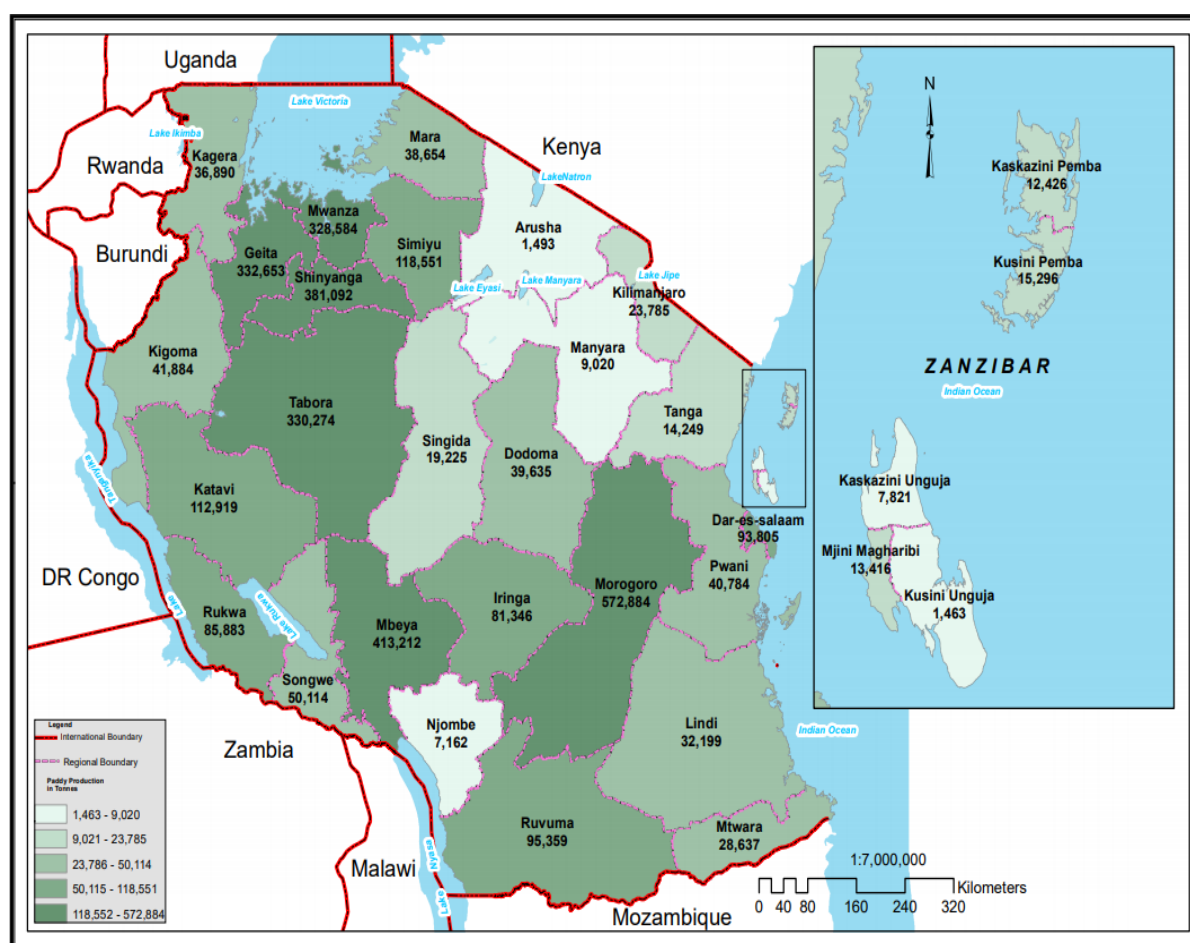 Uganda
Lake Victoria
Lake Ikimba
Kagera
36,890
Mara
38,654
Kenya
Rwanda
LakeNatron
Mwanza
328,584
Arusha
1,493
Burundi
Geita
332,653
Simiyu
118,551
Shinyanga
381,092
Lake Eyasi
Lake Manyara
Lake Jipe
Kilimanjaro
23,785
Kigoma
41,884
Manyara
9,020
Tabora
330,274
Singida
19,225
Dodoma
39,635
Tanga
14,249
Katavi
112,919
Lake Tanganyika
Dar-es-salaam
93,805
Pwani
40,784
DR Congo
Rukwa
85,883
Lake Rukwa
Mbeya
413,212
Iringa
81,346
Morogoro
572,884
Songwe
50,114
Njombe
7,162
Lindi
32,199
Indian Ocean
Zambia
Ruvuma
95,359
Mtwara
28,637
Malawi
Lake Nyasa
Mozambique
N
Kaskazini Pemba
12,426
Kusini Pemba
15,296
ZANZIBAR
Indian Ocean
Kaskazini Unguja
7,821
Mjini Magharibi
13,416
Kusini Unguja
1,463
Legend
International Boundary
Regional Boundary
Paddy Production
in Tonnes
1,463 - 9,020
9,021 - 23,785
23,786 - 50,114
50,115 - 118,551
118,552 - 572,884
1:7,000,000
Kilometers
0 40 80 160 240 320